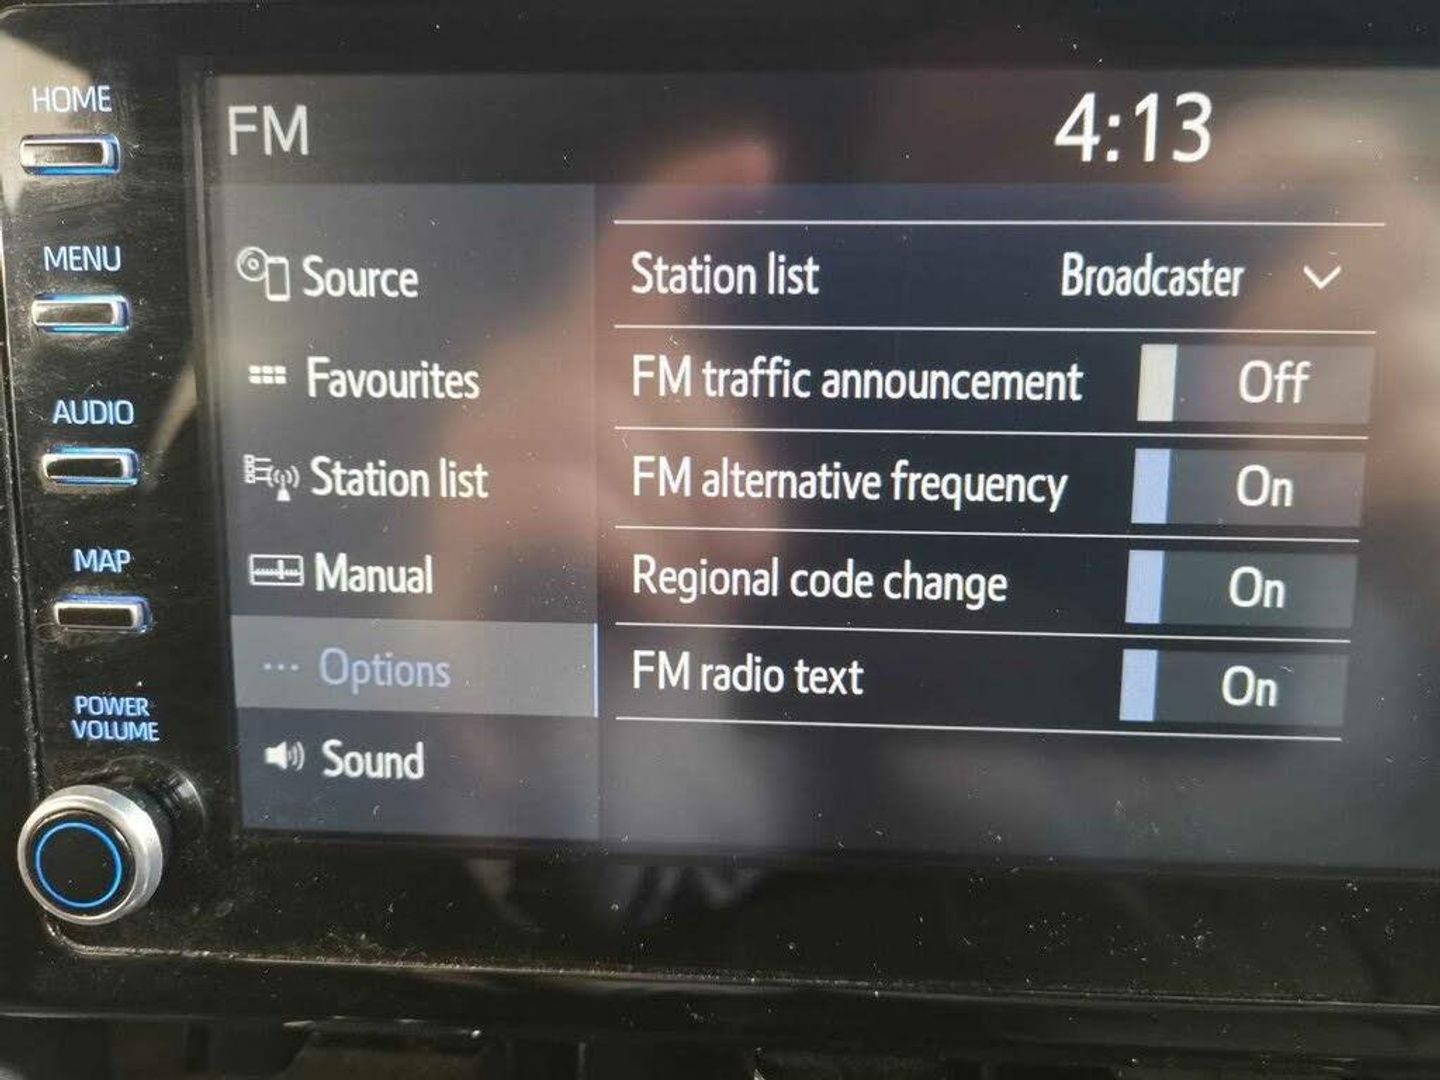 HOME
FM
4:13
MENU
Source
Station list Broadcaster
Favourites
FM traffic announcement Off
AUDIO
Station list
FM alternative frequency On
MAP
Manual
Regional code change On
Options
FM radio text On
POWER
VOLUME
Sound